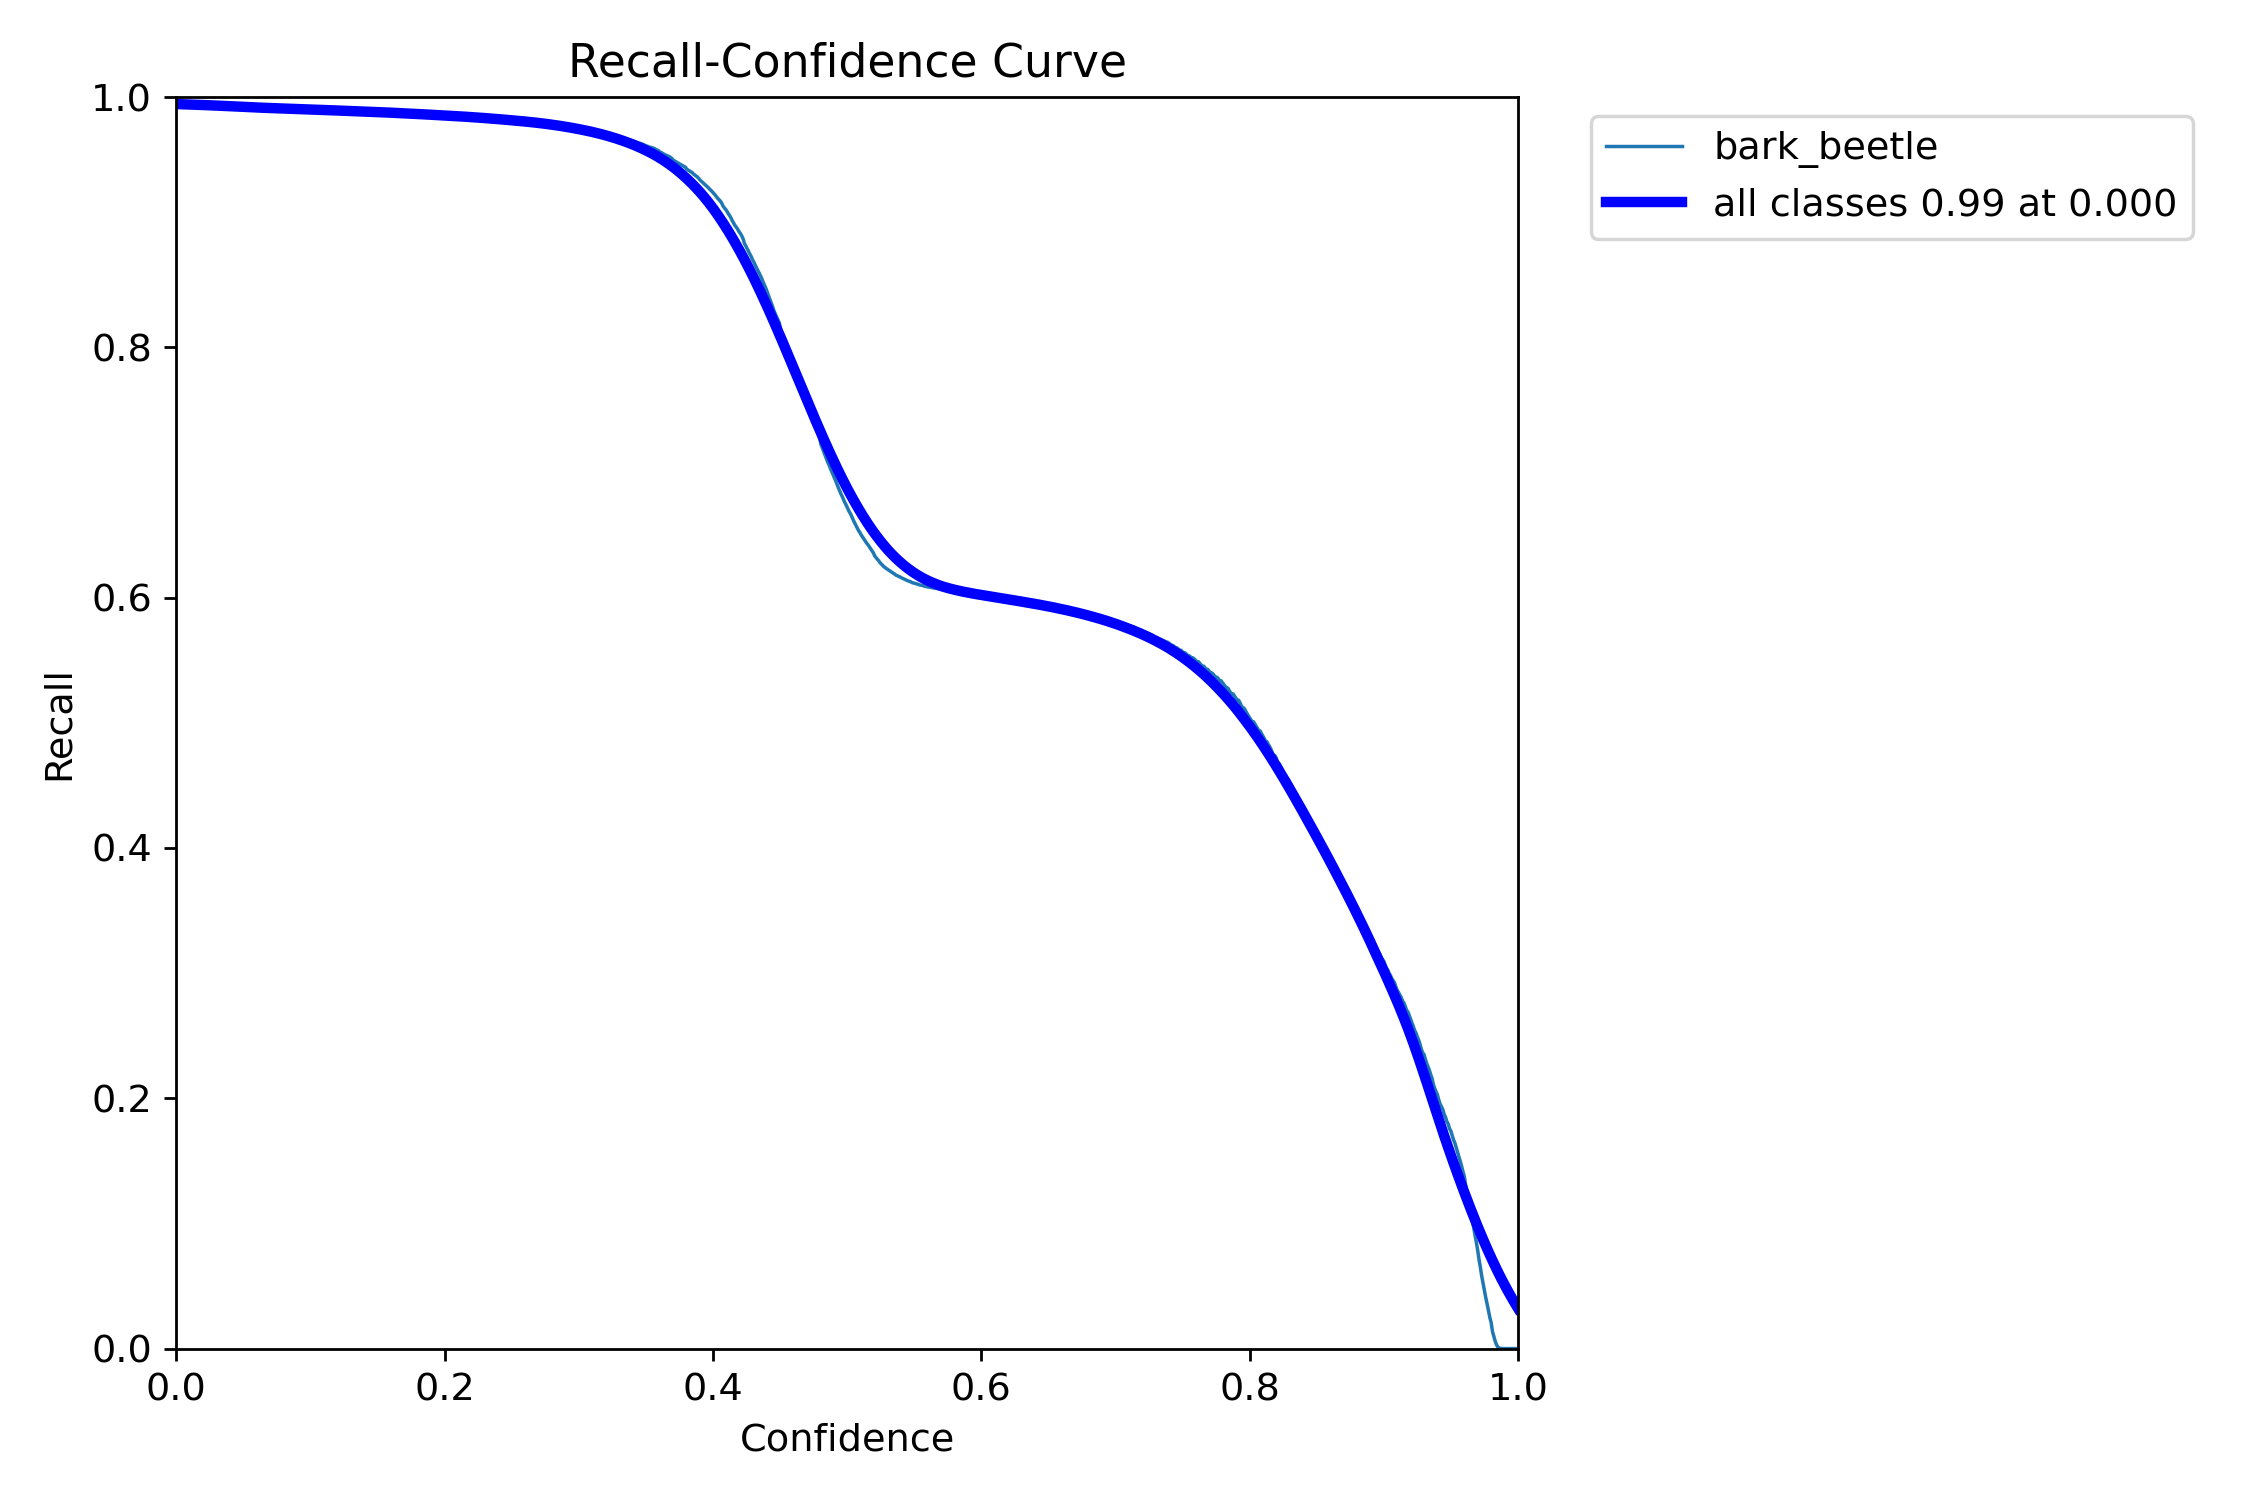 Recall-Confidence Curve
1.0
0.8
0.6
0.4
0.2
0.0
Recall
0.0 0.2 0.4 0.6 0.8 1.0
Confidence
bark_beetle
all classes 0.99 at 0.000